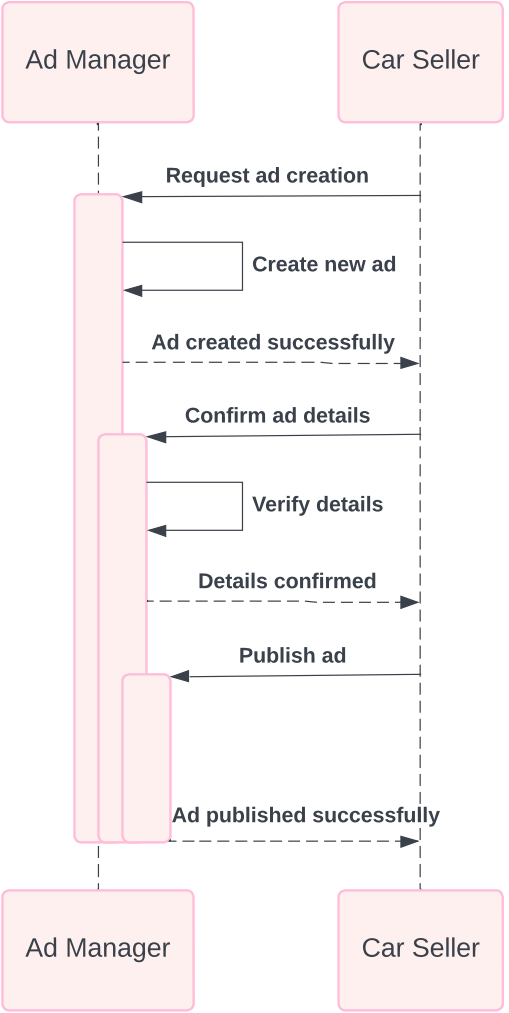 Ad Manager
Car Seller
Request ad creation
Create new ad
Ad created successfully
Confirm ad details
Verify details
Details confirmed
Publish ad
Ad published successfully
Ad Manager
Car Seller